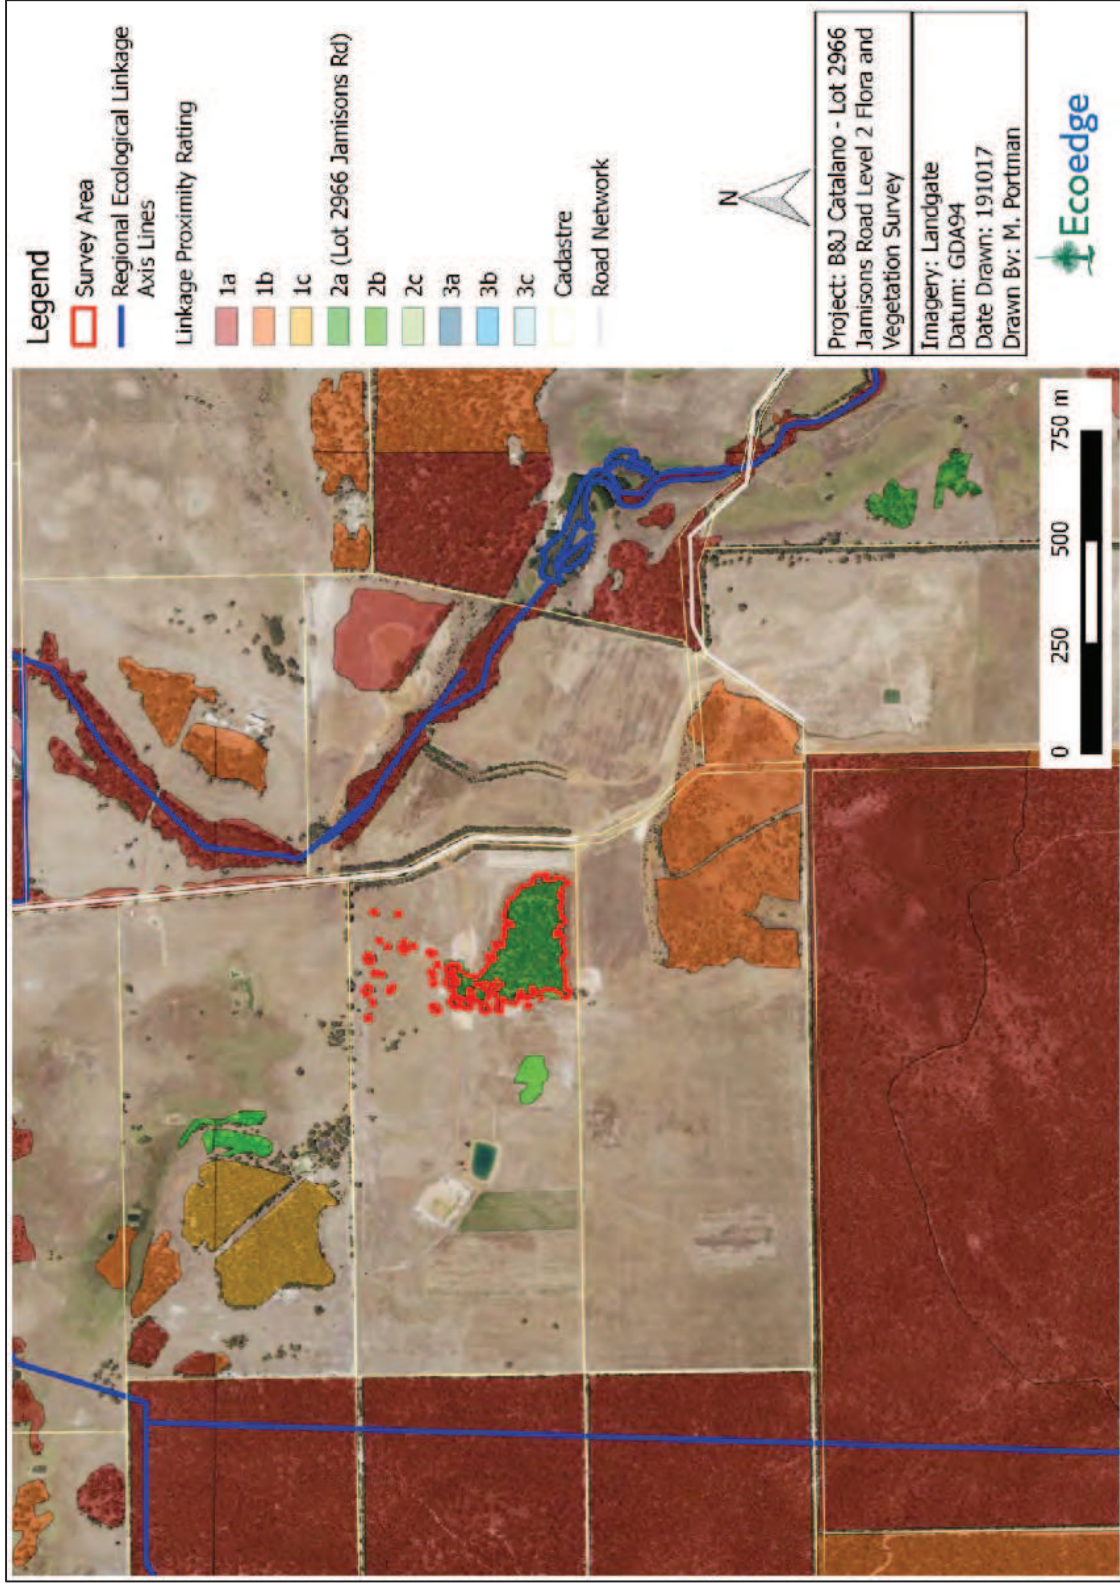 Legend
Survey Area
Regional Ecological Linkage
Axis Lines
Linkage Proximity Rating
1a
1b
1c
2a (Lot 2966 Jamisons Rd)
2b
2c
3a
3b
3c
Cadastre
Road Network
N
Project: B&J Catalano - Lot 2966
Jamisons Road Level 2 Flora and
Vegetation Survey
Imagery: Landgate
Datum: GDA94
Date Drawn: 191017
Drawn By: M. Portman
Ecoedge
0 250 500 750 m